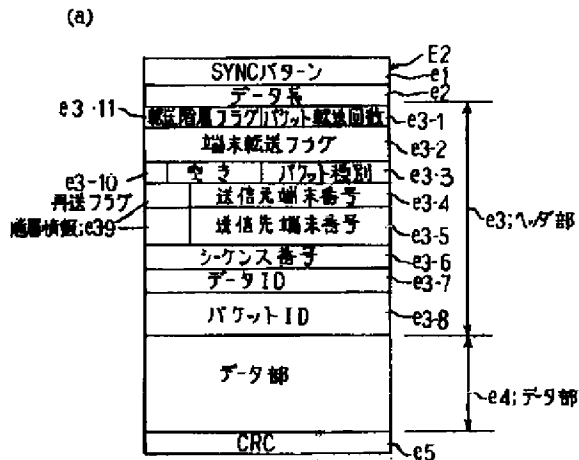 (a)
E2
SYNCパターン
e1
データ長
e2
e3-11
転送階層フラグ パケット転送回数
e3-1
端末転送フラグ
e3-2
e3-10
空き パケット種別
e3-3
再送フラグ
送信元端末番号
e3-4
階層情報;e39
送信先端末番号
e3-5
e3;ヘッダ部
シーケンス番号
e3-6
データID
e3-7
パケットID
e3-8
データ部
e4;データ部
CRC
e5